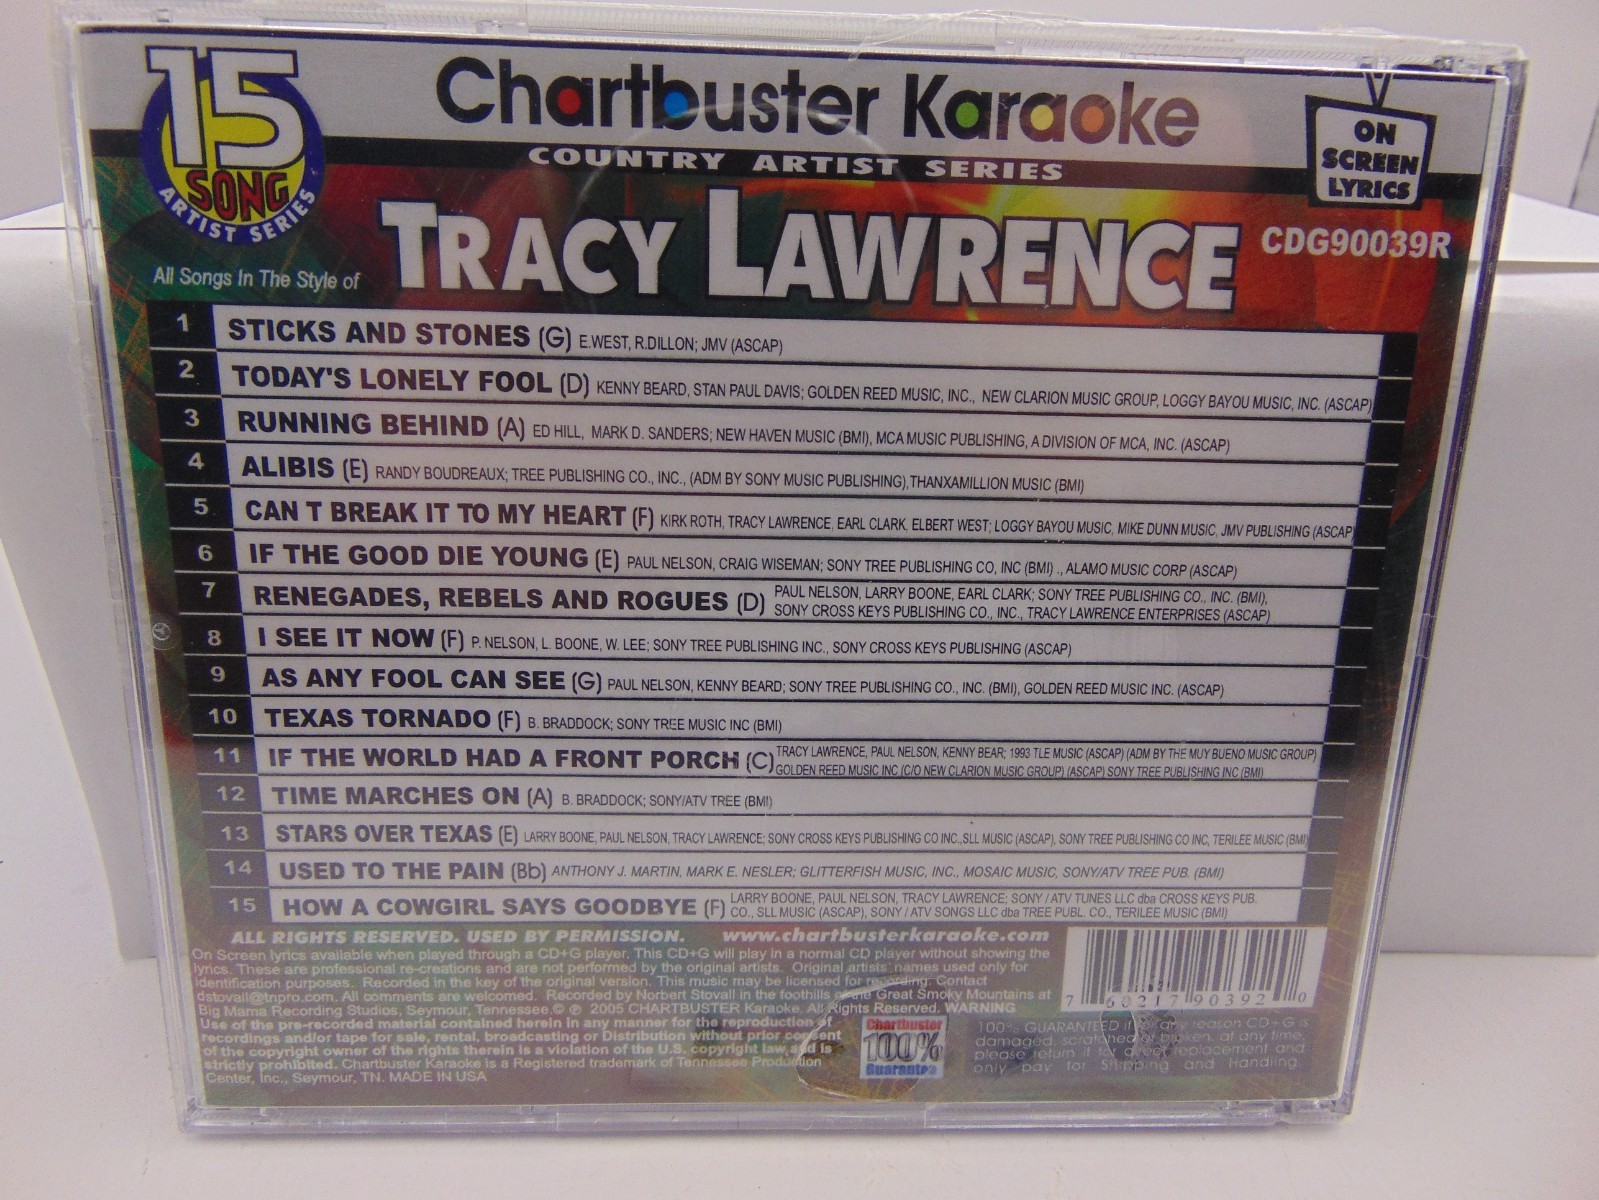 15
SONG
ARTIST SERIES
Chartbuster Karaoke
COUNTRY ARTIST SERIES
ON
SCREEN
LYRICS
All Songs In The Style of
TRACY LAWRENCE
CDG90039R
1 STICKS AND STONES (G) E.WEST, R.DILLON; JMV (ASCAP)
2 TODAY'S LONELY FOOL (D) KENNY BEARD, STAN PAUL DAVIS; GOLDEN REED MUSIC, INC., NEW CLARION MUSIC GROUP, LOGGY BAYOU MUSIC, INC. (ASCAP)
3 RUNNING BEHIND (A) ED HILL, MARK D. SANDERS; NEW HAVEN MUSIC (BMI), MCA MUSIC PUBLISHING, A DIVISION OF MCA, INC. (ASCAP)
4 ALIBIS (E) RANDY BOUDREAUX; TREE PUBLISHING CO., INC., (ADM BY SONY MUSIC PUBLISHING),THANXAMILLION MUSIC (BMI)
5 CAN T BREAK IT TO MY HEART (F) KIRK ROTH, TRACY LAWRENCE, EARL CLARK, ELBERT WEST; LOGGY BAYOU MUSIC, MIKE DUNN MUSIC, JMV PUBLISHING (ASCAP)
6 IF THE GOOD DIE YOUNG (E) PAUL NELSON, CRAIG WISEMAN; SONY TREE PUBLISHING CO, INC (BMI) ., ALAMO MUSIC CORP (ASCAP)
7 RENEGADES, REBELS AND ROGUES (D) PAUL NELSON, LARRY BOONE, EARL CLARK; SONY TREE PUBLISHING CO., INC. (BMI),
SONY CROSS KEYS PUBLISHING CO., INC., TRACY LAWRENCE ENTERPRISES (ASCAP)
8 I SEE IT NOW (F) P. NELSON, L. BOONE, W. LEE; SONY TREE PUBLISHING INC., SONY CROSS KEYS PUBLISHING (ASCAP)
9 AS ANY FOOL CAN SEE (G) PAUL NELSON, KENNY BEARD; SONY TREE PUBLISHING CO., INC. (BMI), GOLDEN REED MUSIC INC. (ASCAP)
10 TEXAS TORNADO (F) B. BRADDOCK; SONY TREE MUSIC INC (BMI)
11 IF THE WORLD HAD A FRONT PORCH (C) TRACY LAWRENCE, PAUL NELSON, KENNY BEAR; 1993 TLE MUSIC (ASCAP) (ADM BY THE MUY BUENO MUSIC GROUP)
GOLDEN REED MUSIC INC (C/O NEW CLARION MUSIC GROUP) (ASCAP) SONY TREE PUBLISHING INC (BMI)
12 TIME MARCHES ON (A) B. BRADDOCK; SONY/ATV TREE (BMI)
13 STARS OVER TEXAS (E) LARRY BOONE, PAUL NELSON, TRACY LAWRENCE; SONY CROSS KEYS PUBLISHING CO INC.,SLL MUSIC (ASCAP), SONY TREE PUBLISHING CO INC, TERILEE MUSIC (BMI)
14 USED TO THE PAIN (Bb) ANTHONY J. MARTIN, MARK E. NESLER; GLITTERFISH MUSIC, INC., MOSAIC MUSIC, SONY/ATV TREE PUB. (BMI)
15 HOW A COWGIRL SAYS GOODBYE (F) LARRY BOONE, PAUL NELSON, TRACY LAWRENCE; SONY / ATV TUNES LLC dba CROSS KEYS PUB.
CO., SLL MUSIC (ASCAP), SONY / ATV SONGS LLC dba TREE PUBL. CO., TERILEE MUSIC (BMI)
ALL RIGHTS RESERVED. USED BY PERMISSION. www.chartbusterkaraoke.com
On Screen lyrics available when played through a CD+G player. This CD+G will play in a normal CD player without showing the
lyrics. These are professional re-creations and are not performed by the original artists. Original artists' names used only for
identification purposes. Recorded in the key of the original version. This music may be licensed for recording. Contact
dstovall@tnpro.com. All comments are welcomed. Recorded by Norbert Stovall in the foothills of the Great Smoky Mountains at
Big Mama Recording Studios, Seymour, Tennessee.© ℗ 2005 CHARTBUSTER Karaoke. All Rights Reserved. WARNING
Use of the pre-recorded material contained herein in any manner for the reproduction of
recordings and/or tape for sale, rental, broadcasting or Distribution without prior consent
of the copyright owner of the rights therein is a violation of the U.S. copyright law, and is
strictly prohibited. Chartbuster Karaoke is a Registered trademark of Tennessee Production
Center, Inc., Seymour, TN. MADE IN USA
7 60217 90392 0
Chartbuster
100%
Guarantee
100% GUARANTEED if for any reason CD+G is
damaged, scratched or broken, at any time,
please return it for direct replacement and
only pay for Shipping and Handling.